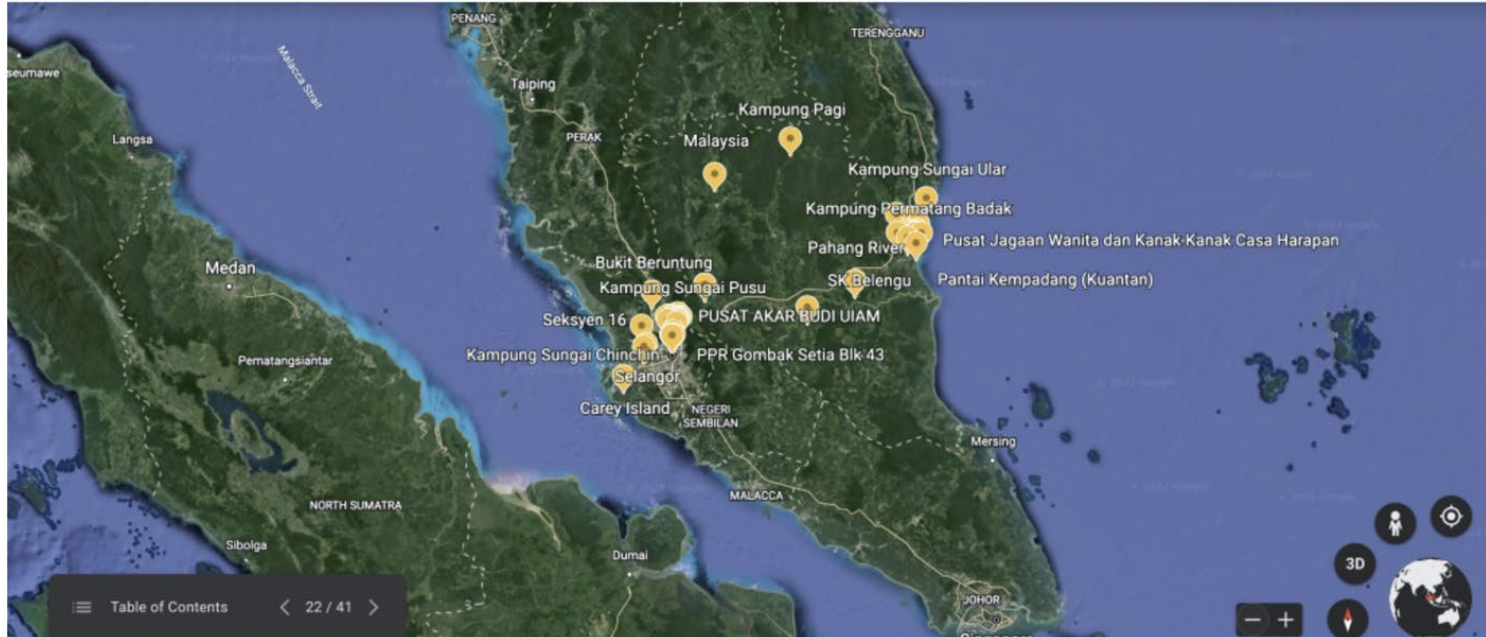 PENANG
TERENGGANU
seumawe
Malacca Strait
Taiping
Kampung Pagi
Langsa
PERAK
Malaysia
Kampung Sungai Ular
Kampung Permatang Badak
Pahang River
Pusat Jagaan Wanita dan Kanak-Kanak Casa Harapan
Medan
Bukit Beruntung
SK Belengu
Pantai Kempadang (Kuantan)
Kampung Sungai Pusu
Seksyen 16
PUSAT AKAR BUDI UIAM
Kampung Sungai Chinchin
PPR Gombak Setia Blk 43
Pematangsiantar
Selangor
Carey Island
NEGERI
SEMBILAN
Mersing
MALACCA
NORTH SUMATRA
Sibolga
Dumai
3D
Table of Contents
22 / 41
JOHOR